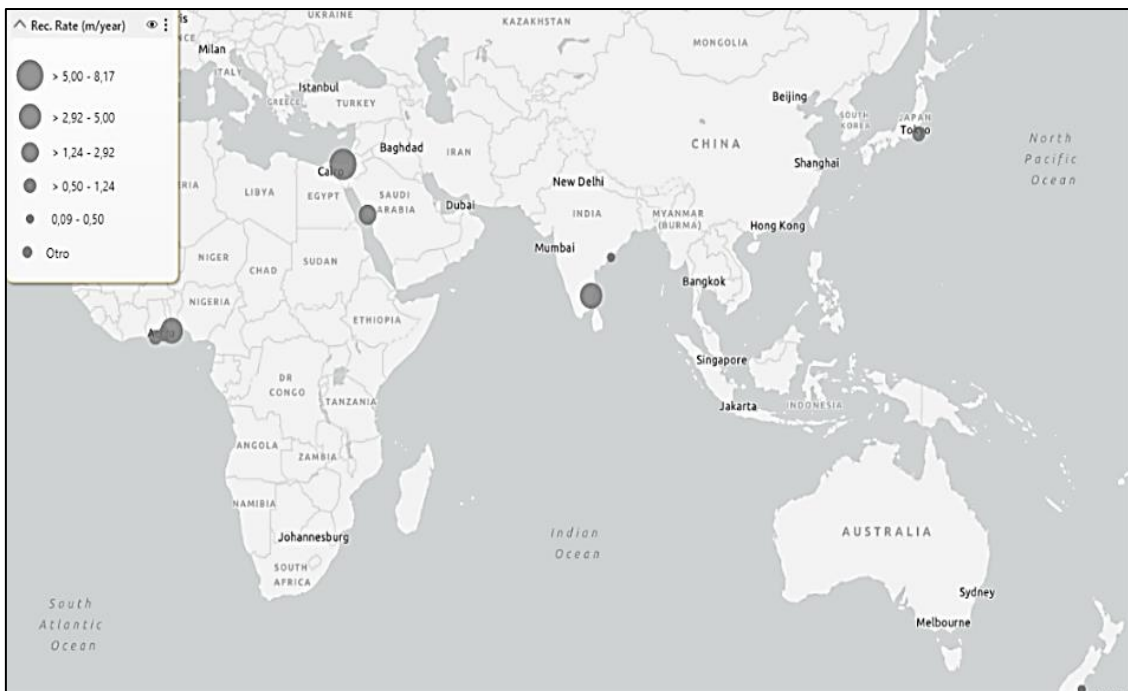 Rec. Rate (m/year)
> 5,00 - 8,17
> 2,92 - 5,00
> 1,24 - 2,92
> 0,50 - 1,24
0,09 - 0,50
Otro
UKRAINE
KAZAKHSTAN
MONGOLIA
Milan
ITALY
Istanbul
GREECE
TURKEY
Beijing
SOUTH
KOREA
JAPAN
Tokyo
North
Pacific
Ocean
CHINA
Shanghai
Baghdad
IRAN
Cairo
LIBYA
EGYPT
SAUDI
ARABIA
Dubai
New Delhi
INDIA
MYANMAR
(BURMA)
Hong Kong
Mumbai
Bangkok
NIGER
CHAD
SUDAN
NIGERIA
ETHIOPIA
Singapore
Jakarta
INDONESIA
DR
CONGO
TANZANIA
ANGOLA
ZAMBIA
NAMIBIA
Johannesburg
SOUTH
AFRICA
Indian
Ocean
AUSTRALIA
Sydney
Melbourne
South
Atlantic
Ocean